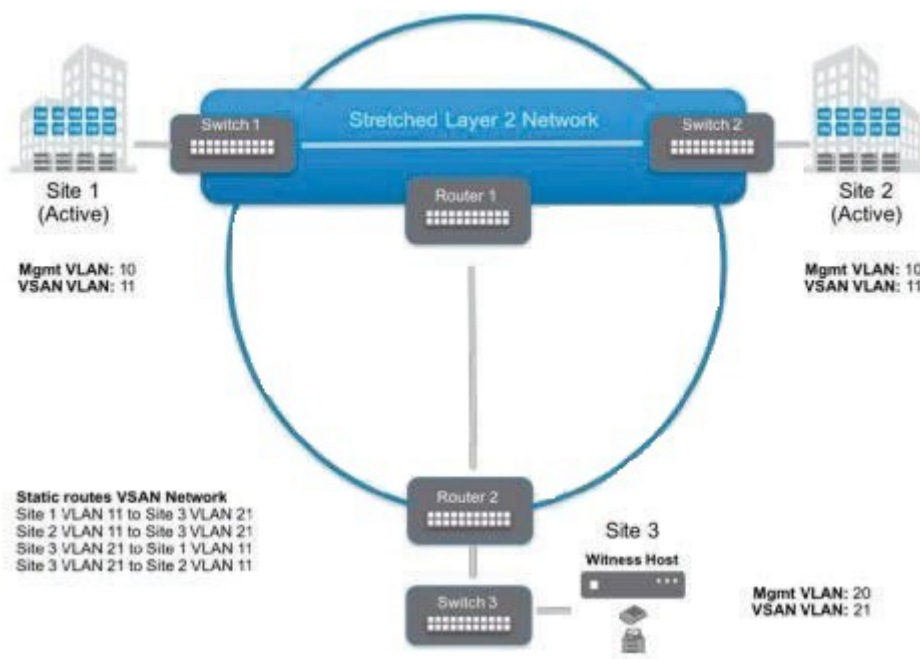 Switch 1
Stretched Layer 2 Network
Switch 2
Router 1
Site 1
(Active)
Site 2
(Active)
Mgmt VLAN: 10
VSAN VLAN: 11
Mgmt VLAN: 10
VSAN VLAN: 11
Static routes VSAN Network
Site 1 VLAN 11 to Site 3 VLAN 21
Site 2 VLAN 11 to Site 3 VLAN 21
Site 3 VLAN 21 to Site 1 VLAN 11
Site 3 VLAN 21 to Site 2 VLAN 11
Router 2
Site 3
Witness Host
Switch 3
Mgmt VLAN: 20
VSAN VLAN: 21